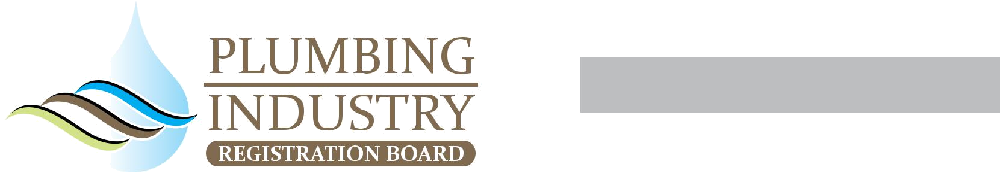 PLUMBING
INDUSTRY
REGISTRATION BOARD